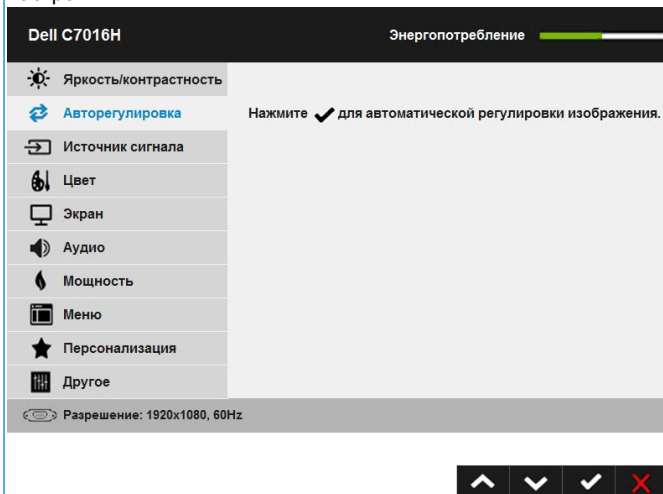 Dell C7016H
Энергопотребление
Яркость/контрастность
Авторегулировка
Нажмите ✓ для автоматической регулировки изображения.
Источник сигнала
Цвет
Экран
Аудио
Мощность
Меню
Персонализация
Другое
Разрешение: 1920x1080, 60Hz